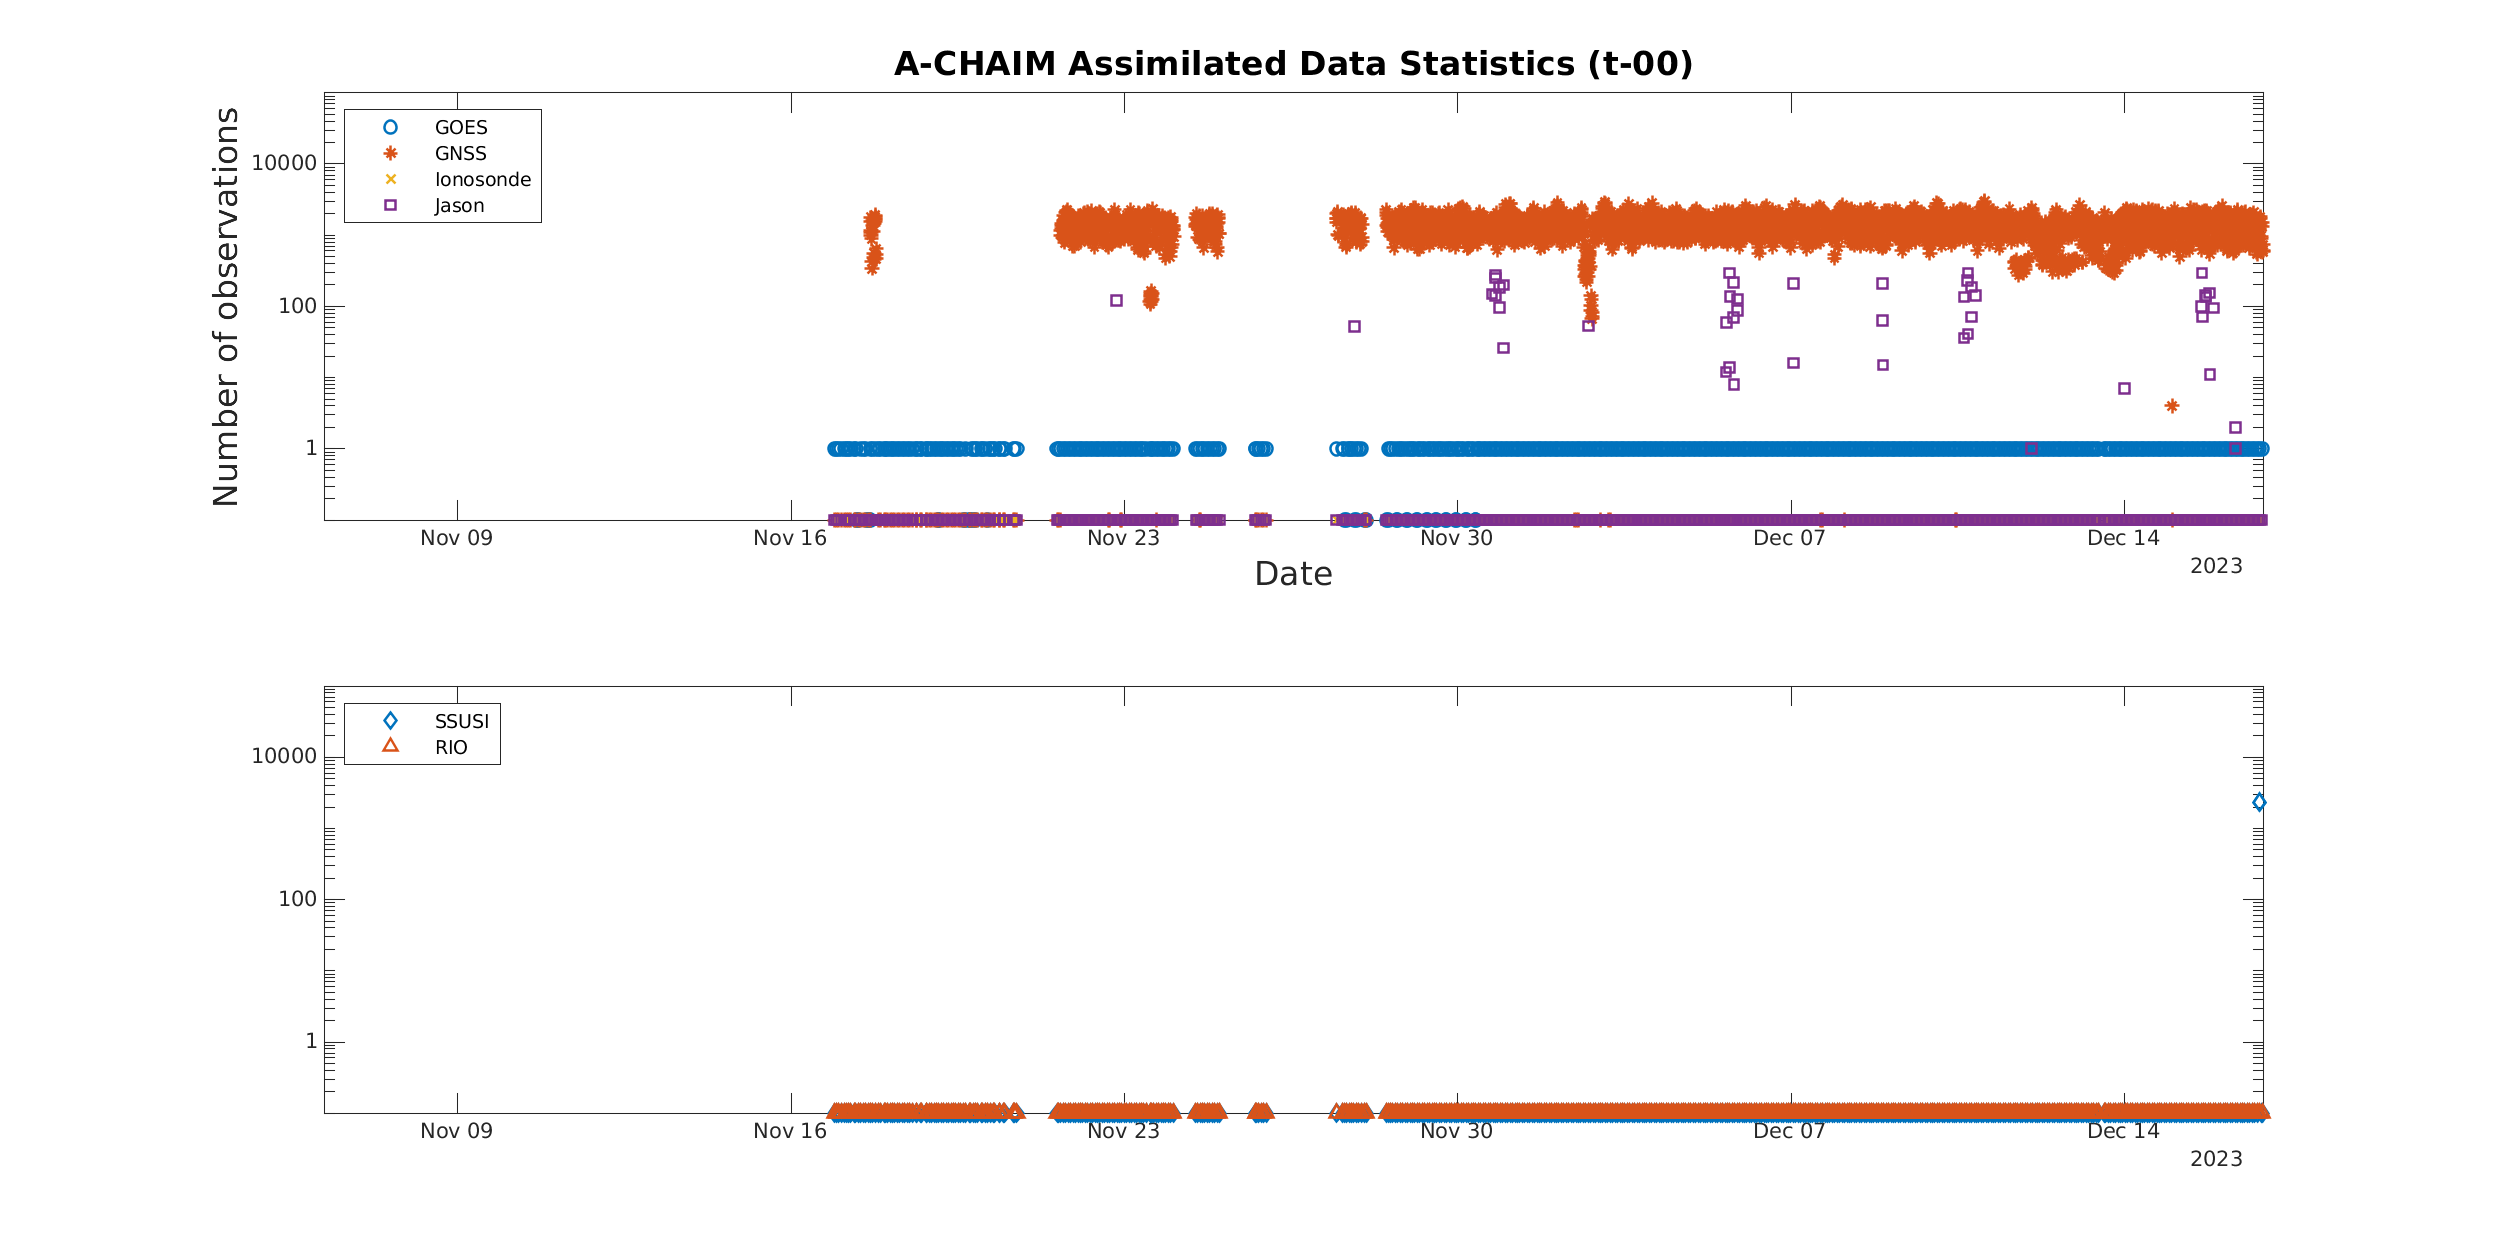 A-CHAIM Assimilated Data Statistics (t-00)
Number of observations
10000
100
1
GOES
GNSS
Ionosonde
Jason
Nov 09
Nov 16
Nov 23
Nov 30
Dec 07
Dec 14
2023
Date
10000
100
1
SSUSI
RIO
Nov 09
Nov 16
Nov 23
Nov 30
Dec 07
Dec 14
2023